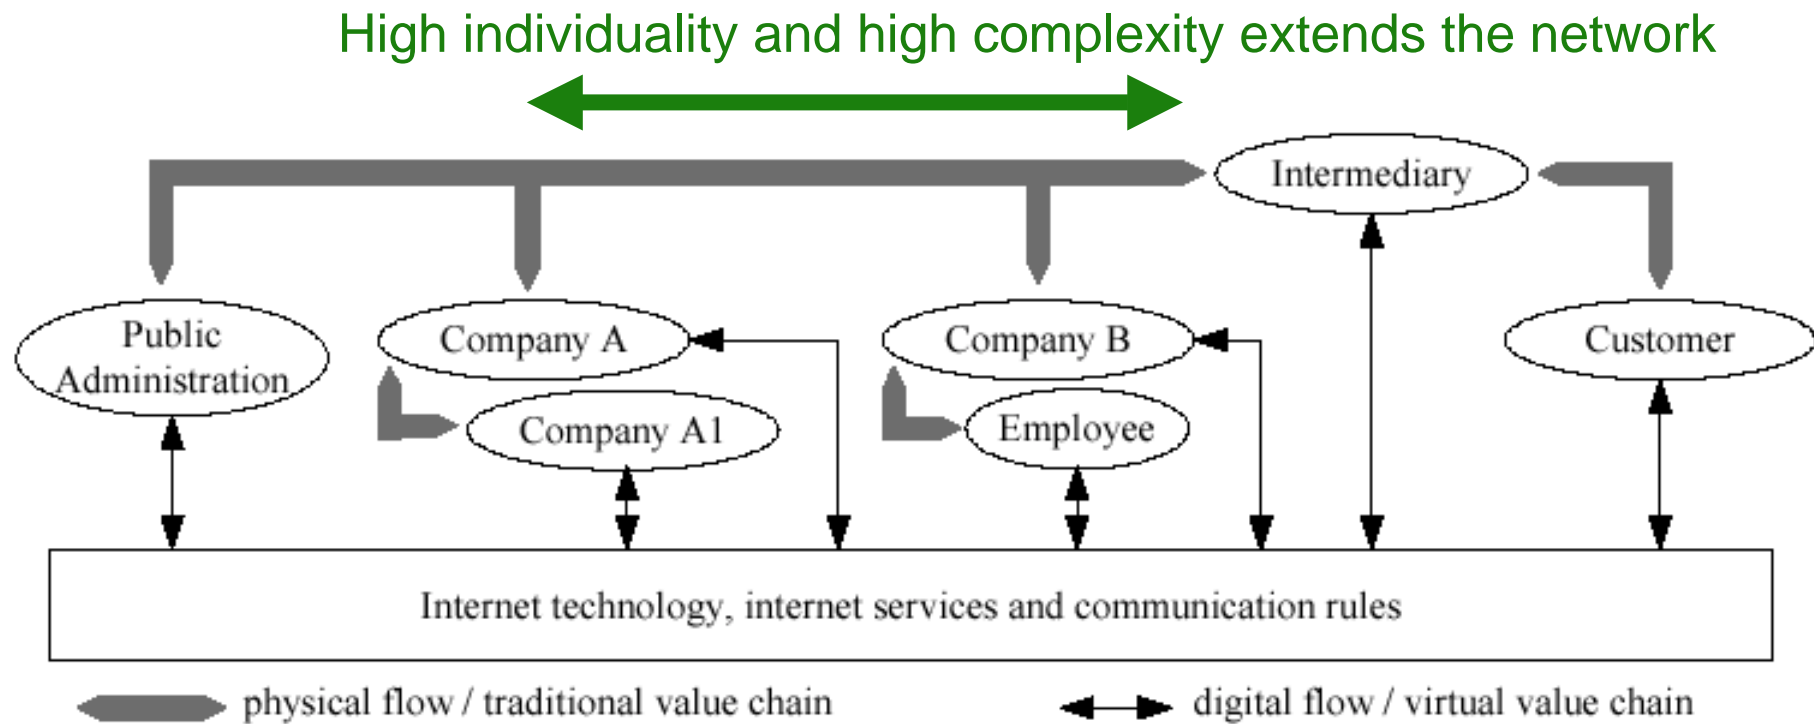 High individuality and high complexity extends the network
Intermediary
Public
Administration
Company A
Company B
Customer
Company A1
Employee
Internet technology, internet services and communication rules
physical flow / traditional value chain
digital flow / virtual value chain